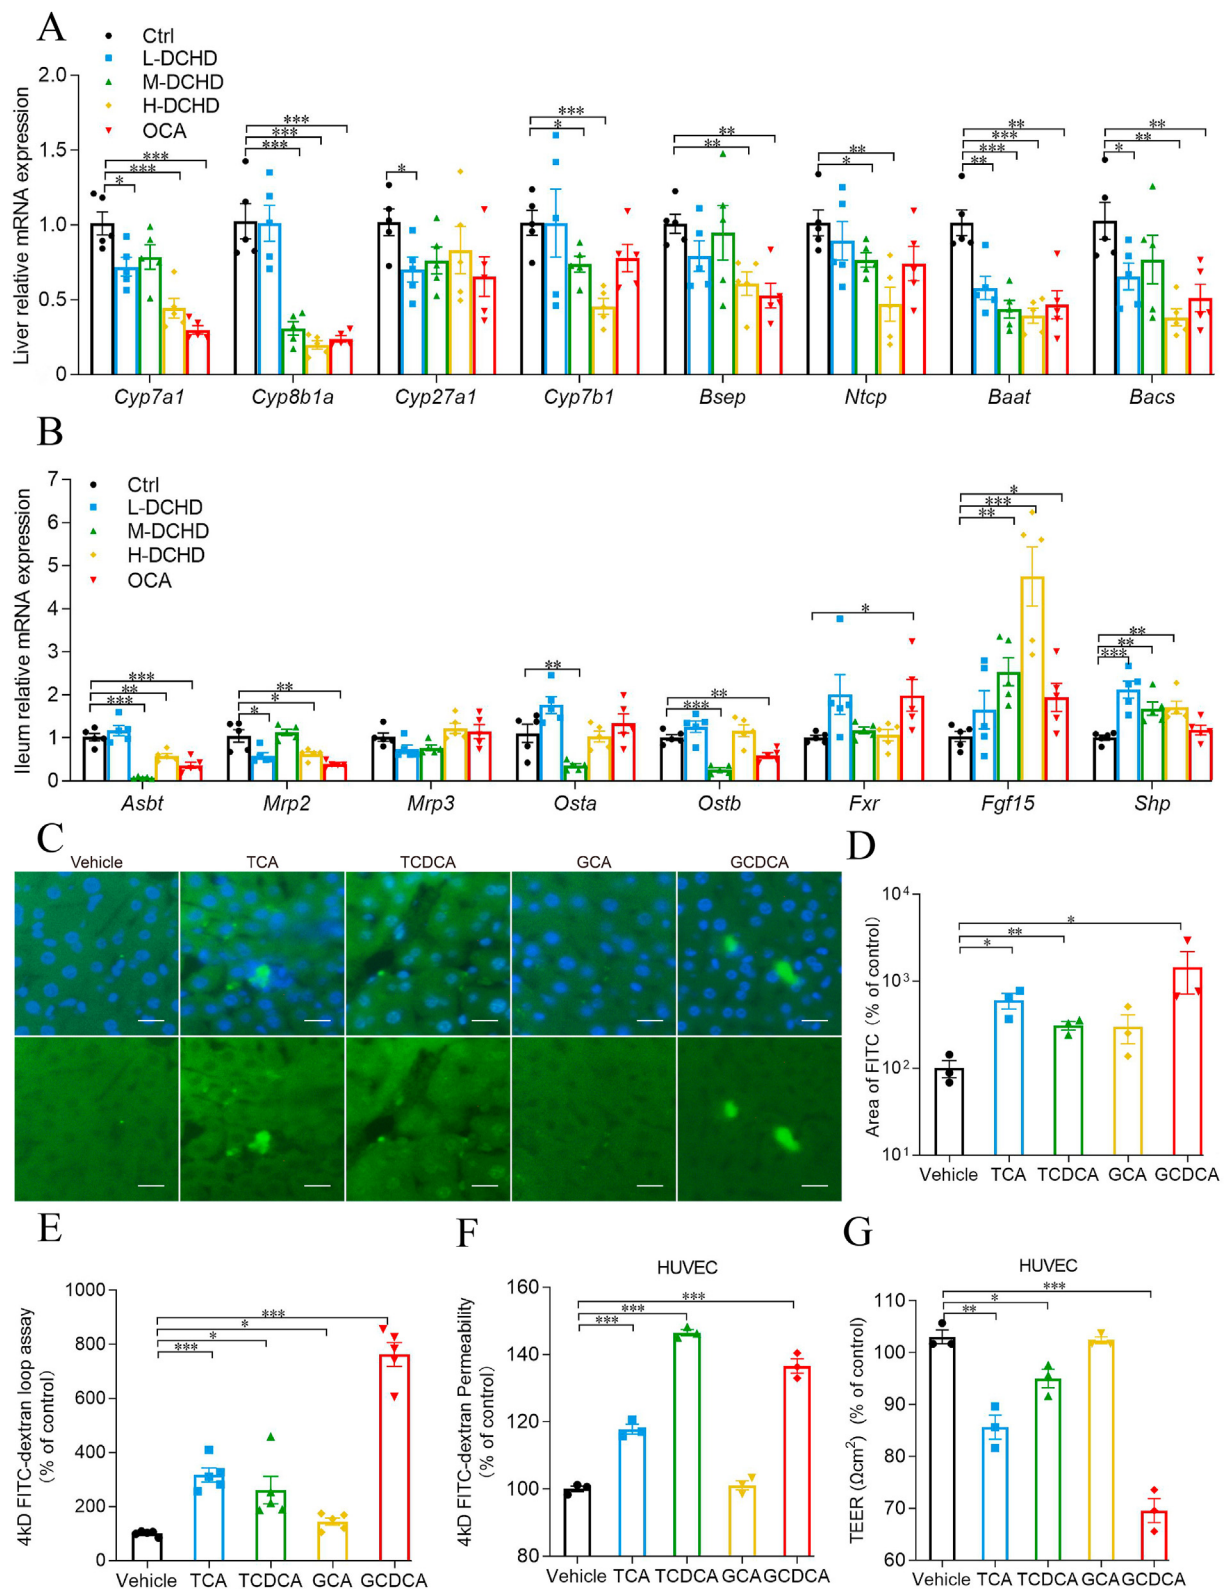 A
Ctrl
L-DCHD
M-DCHD
H-DCHD
OCA
Liver relative mRNA expression
2.0
1.5
1.0
0.5
0
*
***
***
***
***
***
*
*
***
**
**
*
**
**
***
***
**
*
**
**
Cyp7a1 Cyp8b1a Cyp27a1 Cyp7b1 Bsep Ntcp Baat Bacs
B
Ctrl
L-DCHD
M-DCHD
H-DCHD
OCA
Ileum relative mRNA expression
7
6
5
4
3
2
1
0
***
**
***
**
*
*
**
**
***
*
*
***
**
**
**
***
Asbt Mrp2 Mrp3 Osta Ostb Fxr Fgf15 Shp
C
Vehicle TCA TCDCA GCA GCDCA
D
Area of FITC (% of control)
10⁴
10³
10²
10¹
*
**
*
Vehicle TCA TCDCA GCA GCDCA
E
4kD FITC-dextran loop assay
(% of control)
1000
800
600
400
200
0
***
*
*
***
Vehicle TCA TCDCA GCA GCDCA
F
HUVEC
4kD FITC-dextran Permeability
(% of control)
160
140
120
100
80
***
***
***
Vehicle TCA TCDCA GCA GCDCA
G
HUVEC
TEER (Ωcm²) (% of control)
110
100
90
80
70
60
***
*
**
Vehicle TCA TCDCA GCA GCDCA